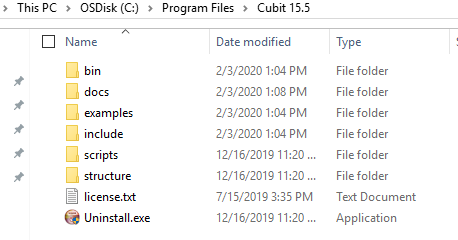 This PC > OSDisk (C:) > Program Files > Cubit 15.5
Name Date modified Type
bin 2/3/2020 1:04 PM File folder
docs 2/3/2020 1:08 PM File folder
examples 2/3/2020 1:04 PM File folder
include 2/3/2020 1:04 PM File folder
scripts 12/16/2019 11:20 ... File folder
structure 12/16/2019 11:20 ... File folder
license.txt 7/15/2019 3:35 PM Text Document
Uninstall.exe 12/16/2019 11:20 ... Application